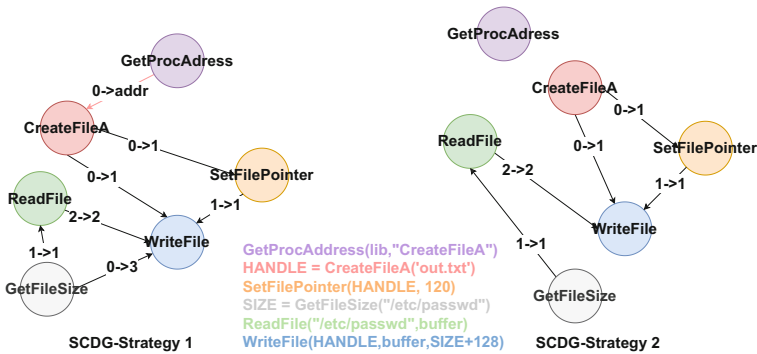 GetProcAdress
0->addr
CreateFileA
0->1
SetFilePointer
0->1
1->1
ReadFile
2->2
WriteFile
1->1
0->3
GetFileSize
SCDG-Strategy 1
GetProcAddress(lib,"CreateFileA")
HANDLE = CreateFileA('out.txt')
SetFilePointer(HANDLE, 120)
SIZE = GetFileSize("/etc/passwd")
ReadFile("/etc/passwd",buffer)
WriteFile(HANDLE,buffer,SIZE+128)
GetProcAdress
CreateFileA
0->1
ReadFile
0->1
SetFilePointer
2->2
1->1
WriteFile
1->1
GetFileSize
SCDG-Strategy 2